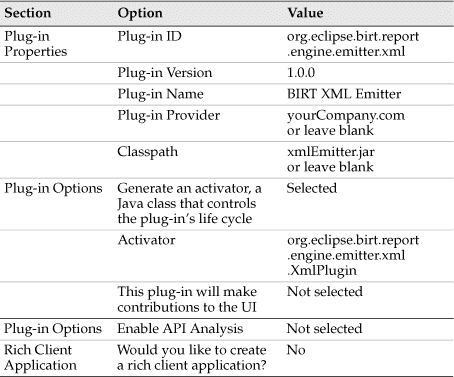 Section Option Value
Plug-in Plug-in ID org.eclipse.birt.report
Properties .engine.emitter.xml
Plug-in Version 1.0.0
Plug-in Name BIRT XML Emitter
Plug-in Provider yourCompany.com
or leave blank
Classpath xmlEmitter.jar
or leave blank
Plug-in Options Generate an activator, a Selected
Java class that controls
the plug-in's life cycle
Activator org.eclipse.birt.report
.engine.emitter.xml
.XmlPlugin
This plug-in will make Not selected
contributions to the UI
Plug-in Options Enable API Analysis Not selected
Rich Client Would you like to create No
Application a rich client application?